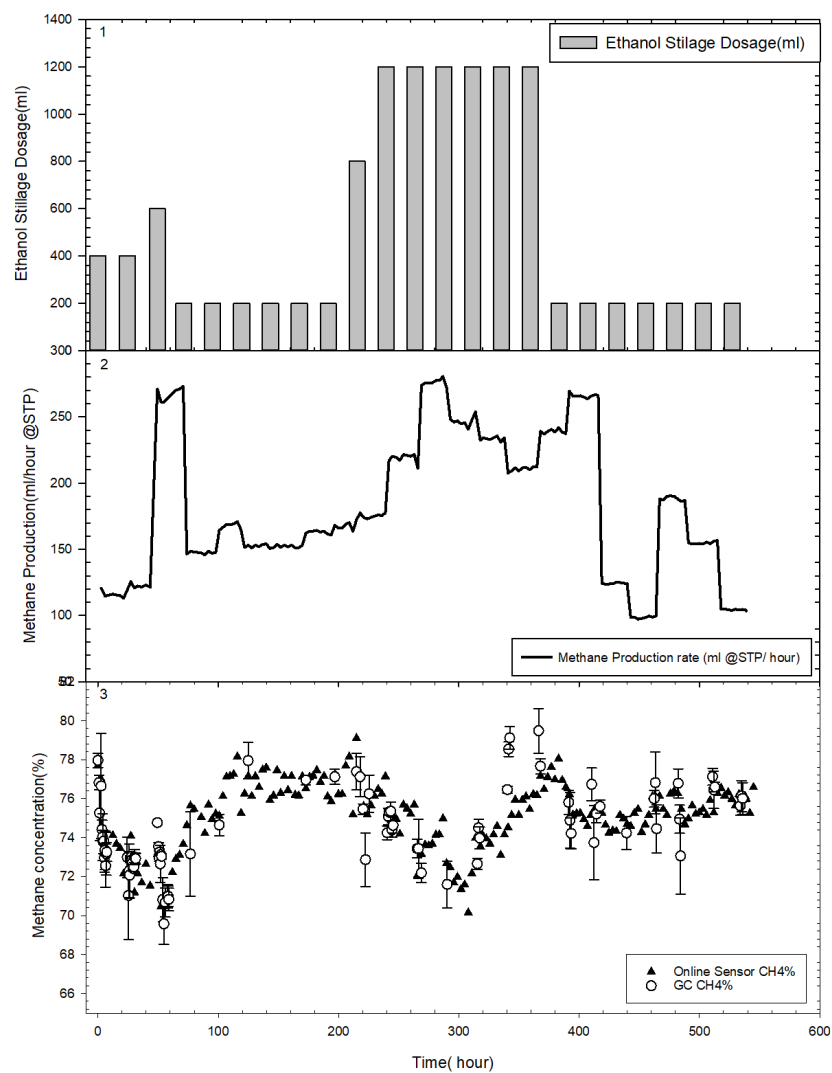 1400
1
Ethanol Stilage Dosage(ml)
1200
1000
800
600
400
200
Ethanol Stillage Dosage(ml)
300
2
250
200
150
100
Methane Production(ml/hour @STP)
Methane Production rate (ml @STP/ hour)
3
80
78
76
74
72
70
68
66
Methane concentration(%)
Online Sensor CH4%
GC CH4%
0 100 200 300 400 500 600
Time( hour)